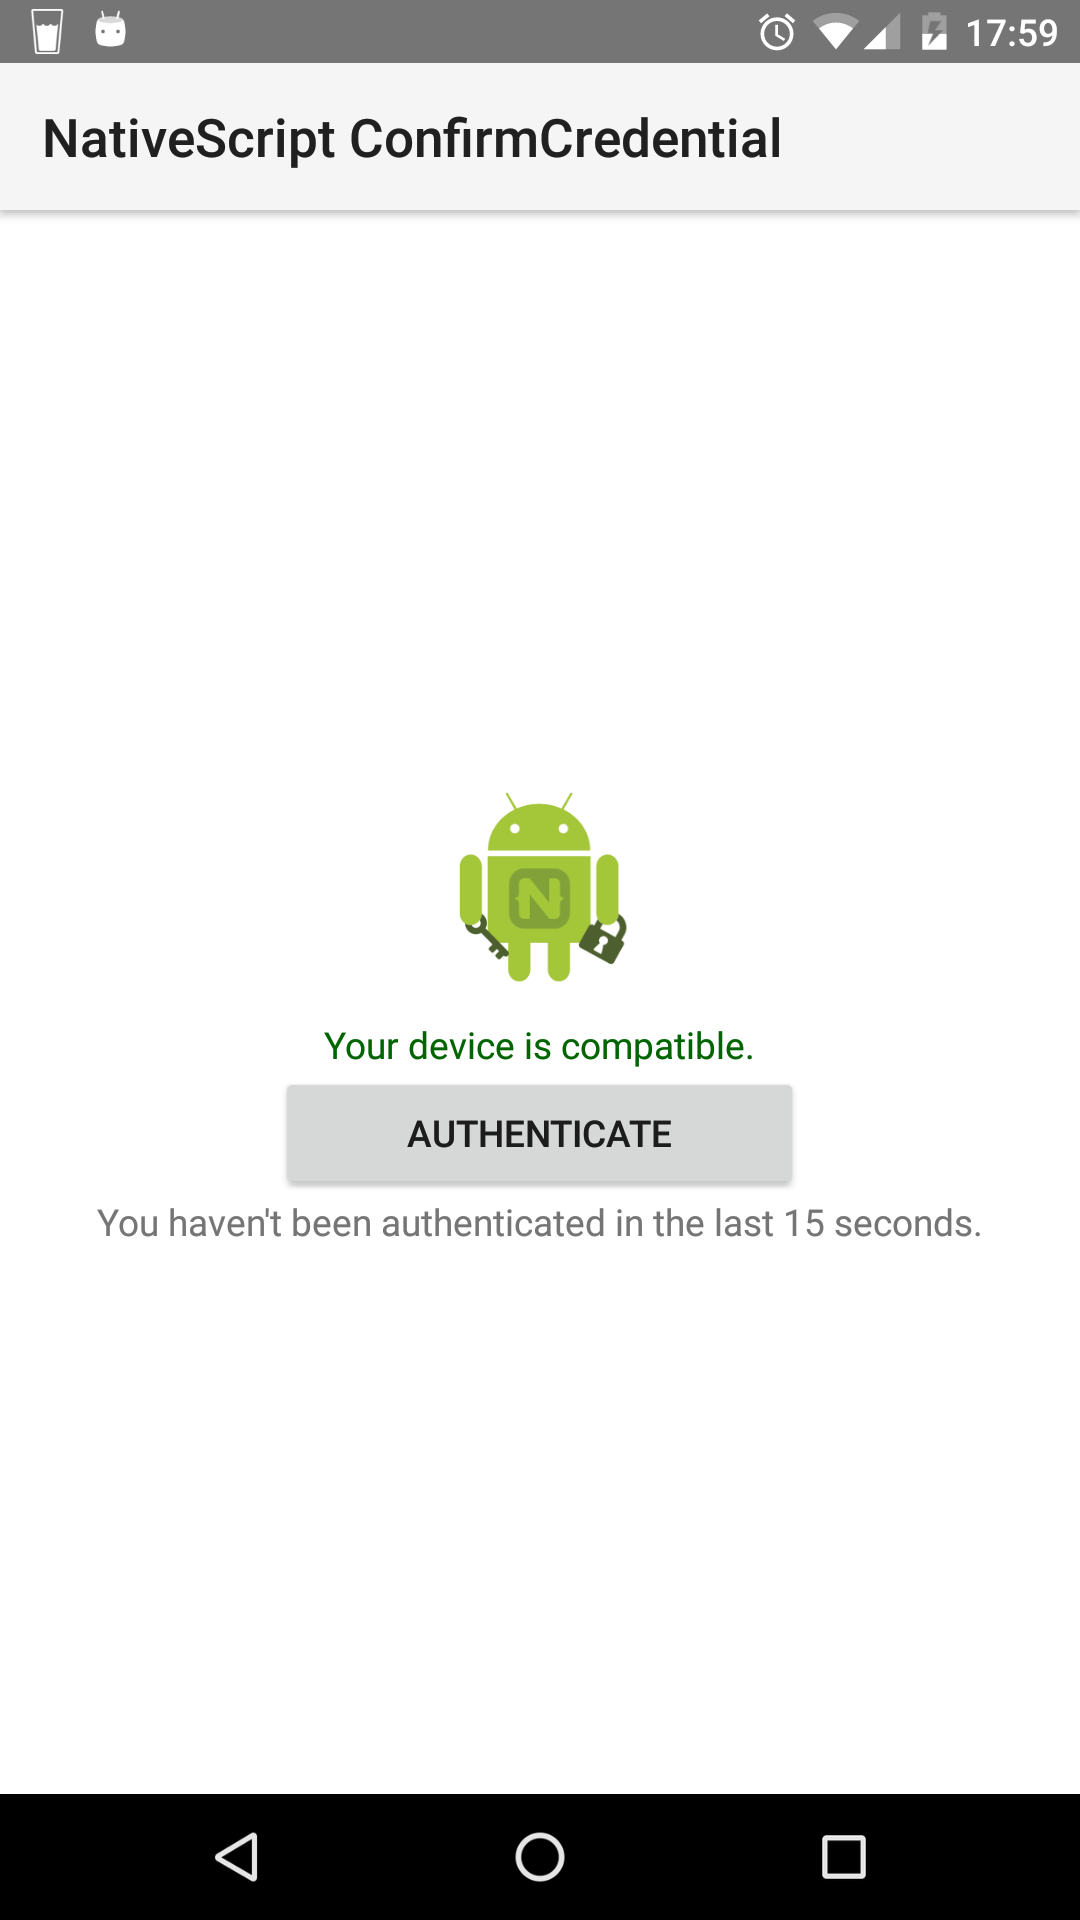 17:59
NativeScript ConfirmCredential
N
Your device is compatible.
AUTHENTICATE
You haven't been authenticated in the last 15 seconds.